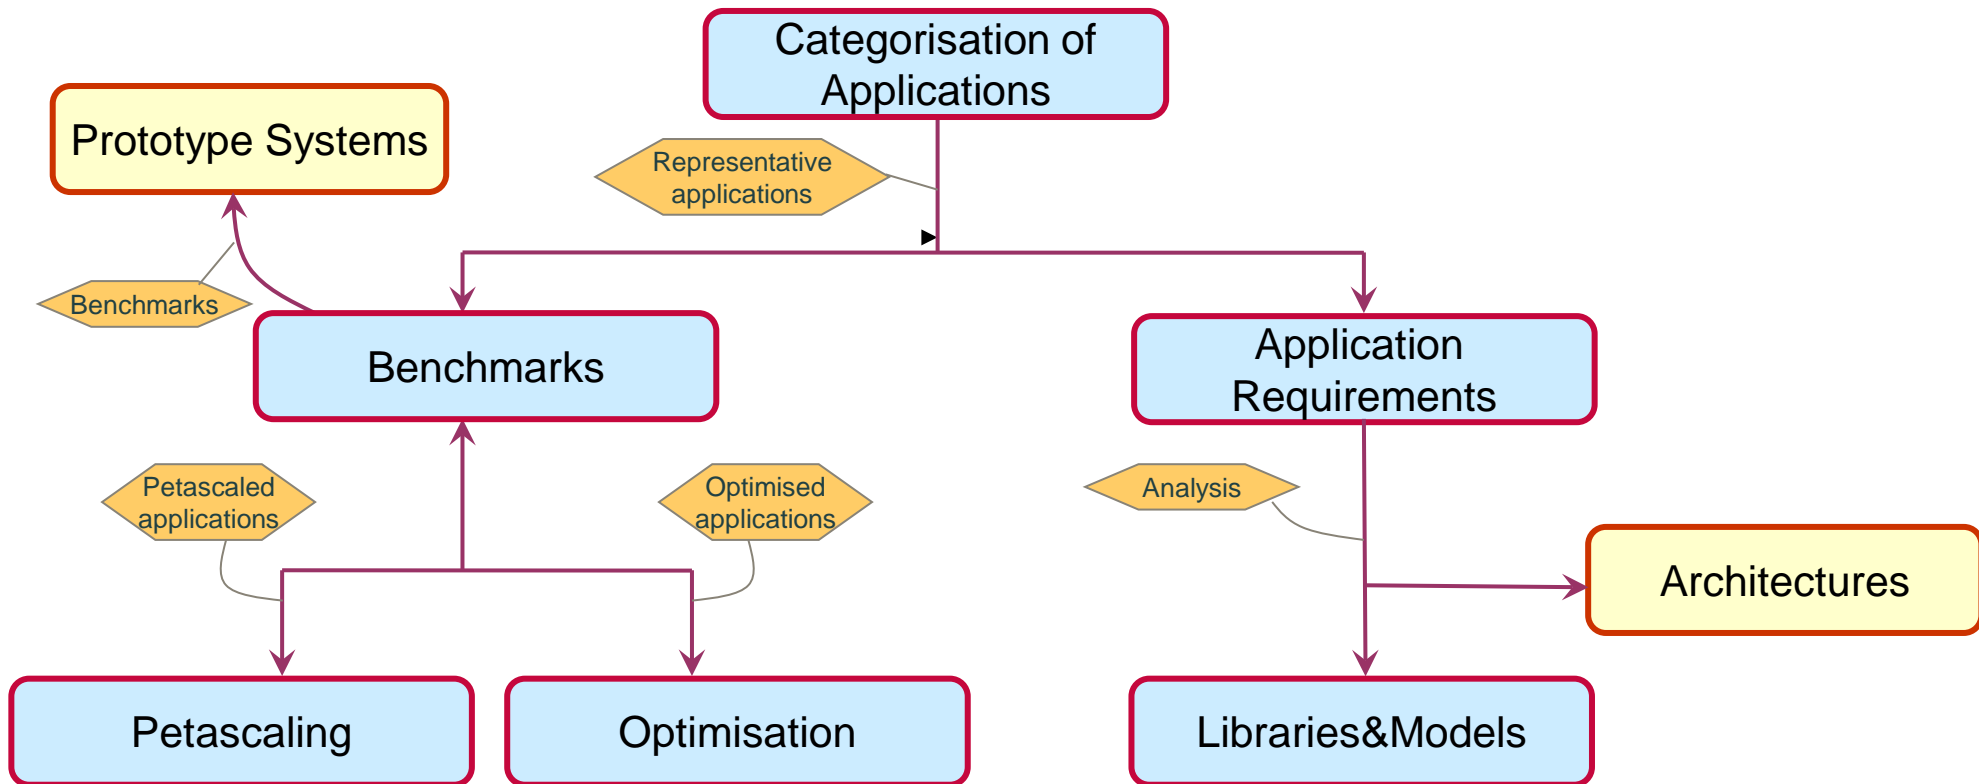 Categorisation of
Applications
Prototype Systems
Representative
applications
Benchmarks
Benchmarks
Application
Requirements
Petascaled
applications
Optimised
applications
Analysis
Architectures
Petascaling
Optimisation
Libraries&Models